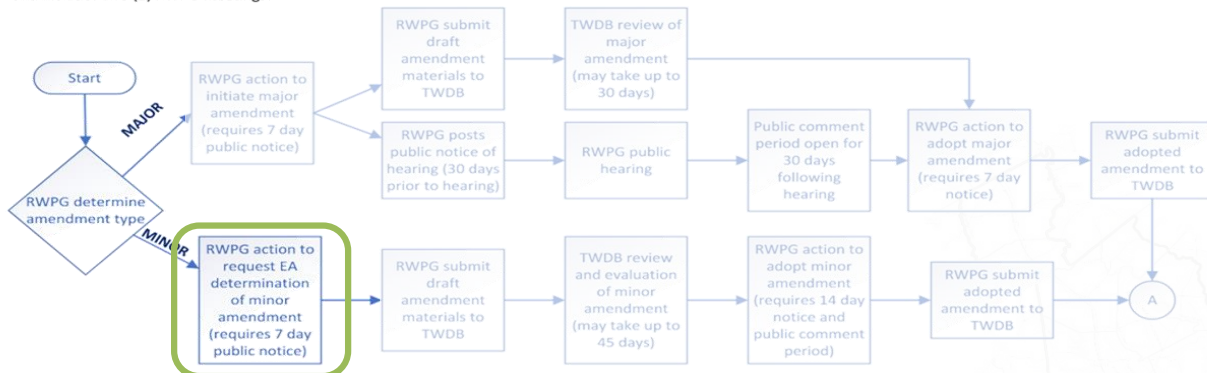 Start
RWPG determine
amendment type
MAJOR
MINOR
RWPG action to
initiate major
amendment
(requires 7 day
public notice)
RWPG submit
draft
amendment
materials to
TWDB
TWDB review of
major
amendment
(may take up to
30 days)
RWPG posts
public notice of
hearing (30 days
prior to hearing)
RWPG public
hearing
Public comment
period open for
30 days
following
hearing
RWPG action to
adopt major
amendment
(requires 7 day
notice)
RWPG submit
adopted
amendment to
TWDB
RWPG action to
request EA
determination
of minor
amendment
(requires 7 day
public notice)
RWPG submit
draft
amendment
materials to
TWDB
TWDB review
and evaluation
of minor
amendment
(may take up to
45 days)
RWPG action to
adopt minor
amendment
(requires 14 day
notice and
public comment
period)
RWPG submit
adopted
amendment to
TWDB
A